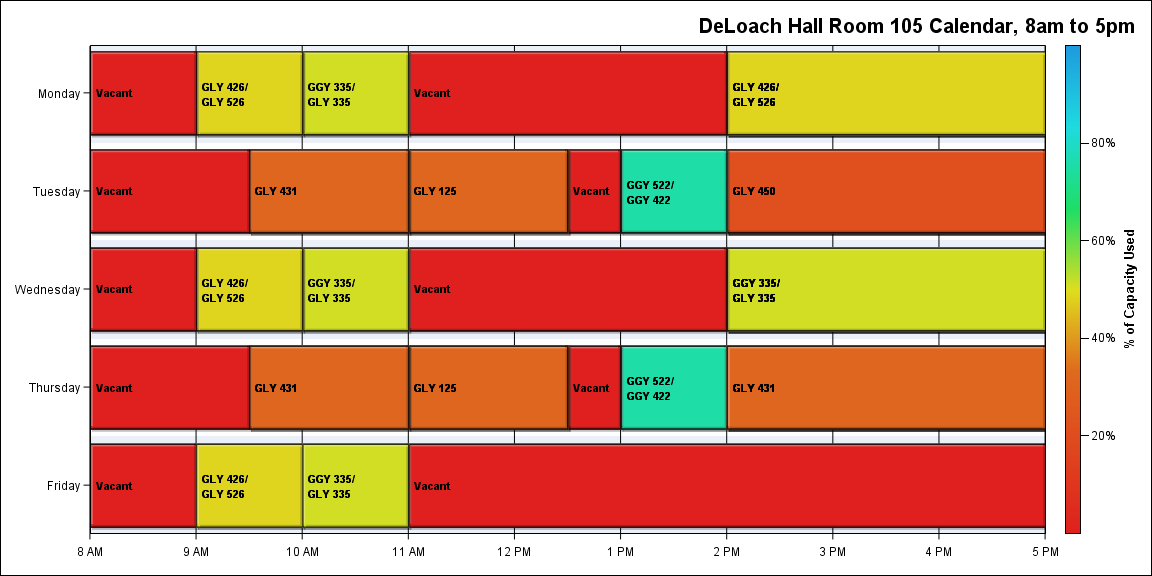 DeLoach Hall Room 105 Calendar, 8am to 5pm
Monday
Vacant
GLY 426/
GLY 526
GGY 335/
GLY 335
Vacant
GLY 426/
GLY 526
Tuesday
Vacant
GLY 431
GLY 125
Vacant
GGY 522/
GGY 422
GLY 450
Wednesday
Vacant
GLY 426/
GLY 526
GGY 335/
GLY 335
Vacant
GGY 335/
GLY 335
Thursday
Vacant
GLY 431
GLY 125
Vacant
GGY 522/
GGY 422
GLY 431
Friday
Vacant
GLY 426/
GLY 526
GGY 335/
GLY 335
Vacant
8 AM
9 AM
10 AM
11 AM
12 PM
1 PM
2 PM
3 PM
4 PM
5 PM
80%
60%
40%
20%
% of Capacity Used